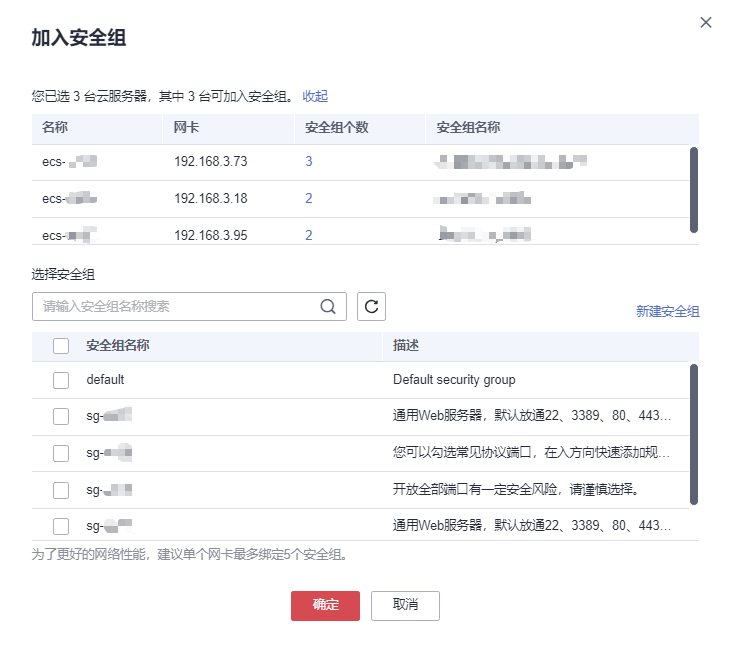 加入安全组
您已选 3 台云服务器，其中 3 台可加入安全组。 收起
名称 网卡 安全组个数 安全组名称
ecs- 192.168.3.73 3
ecs- 192.168.3.18 2
ecs- 192.168.3.95 2
选择安全组
请输入安全组名称搜索
新建安全组
安全组名称 描述
default Default security group
sg- 通用Web服务器，默认放通22、3389、80、443...
sg- 您可以勾选常见协议端口，在入方向快速添加规...
sg- 开放全部端口有一定安全风险，请谨慎选择。
sg- 通用Web服务器，默认放通22、3389、80、443...
为了更好的网络性能，建议单个网卡最多绑定5个安全组。
确定 取消